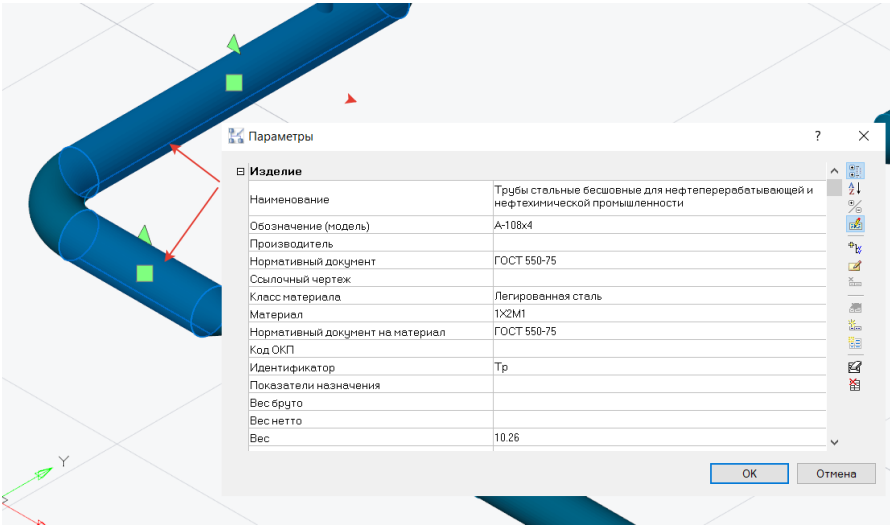 Параметры
?
Изделие
Наименование
Трубы стальные бесшовные для нефтеперерабатывающей и
нефтехимической промышленности
Обозначение (модель) А-108х4
Производитель
Нормативный документ ГОСТ 550-75
Ссылочный чертеж
Класс материала Легированная сталь
Материал 1Х2М1
Нормативный документ на материал ГОСТ 550-75
Код ОКП
Идентификатор Тр
Показатели назначения
Вес брутто
Вес нетто
Вес 10.26
OK Отмена
Y